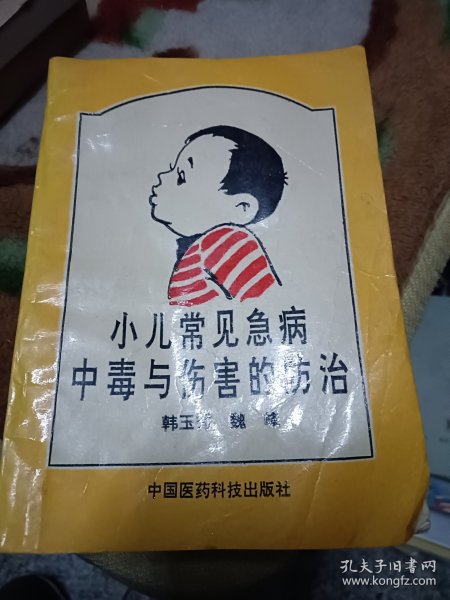 小儿常见急病
中毒与伤害的防治
韩玉 魏峰
中国医药科技出版社
孔夫子旧书网
www.kongfz.com